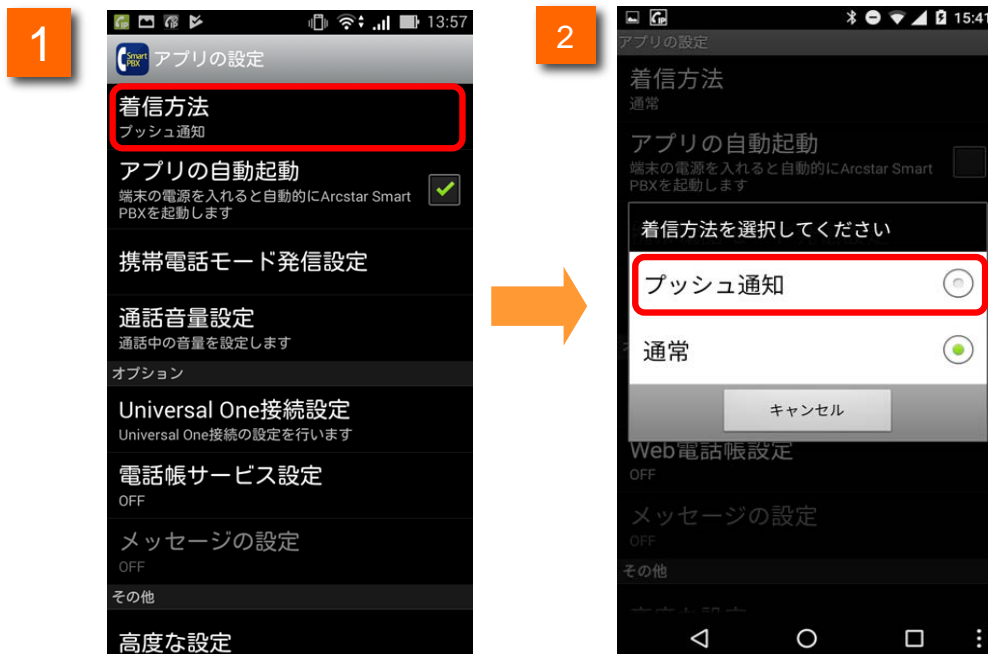 1
13:57
Smart
PBX
アプリの設定
着信方法
プッシュ通知
アプリの自動起動
端末の電源を入れると自動的にArcstar Smart
PBXを起動します
携帯電話モード発信設定
通話音量設定
通話中の音量を設定します
オプション
Universal One接続設定
Universal One接続の設定を行います
電話帳サービス設定
OFF
メッセージの設定
OFF
その他
高度な設定
2
15:41
アプリの設定
着信方法
通常
アプリの自動起動
端末の電源を入れると自動的にArcstar Smart
PBXを起動します
着信方法を選択してください
プッシュ通知
通常
キャンセル
Web電話帳設定
OFF
メッセージの設定
OFF
その他